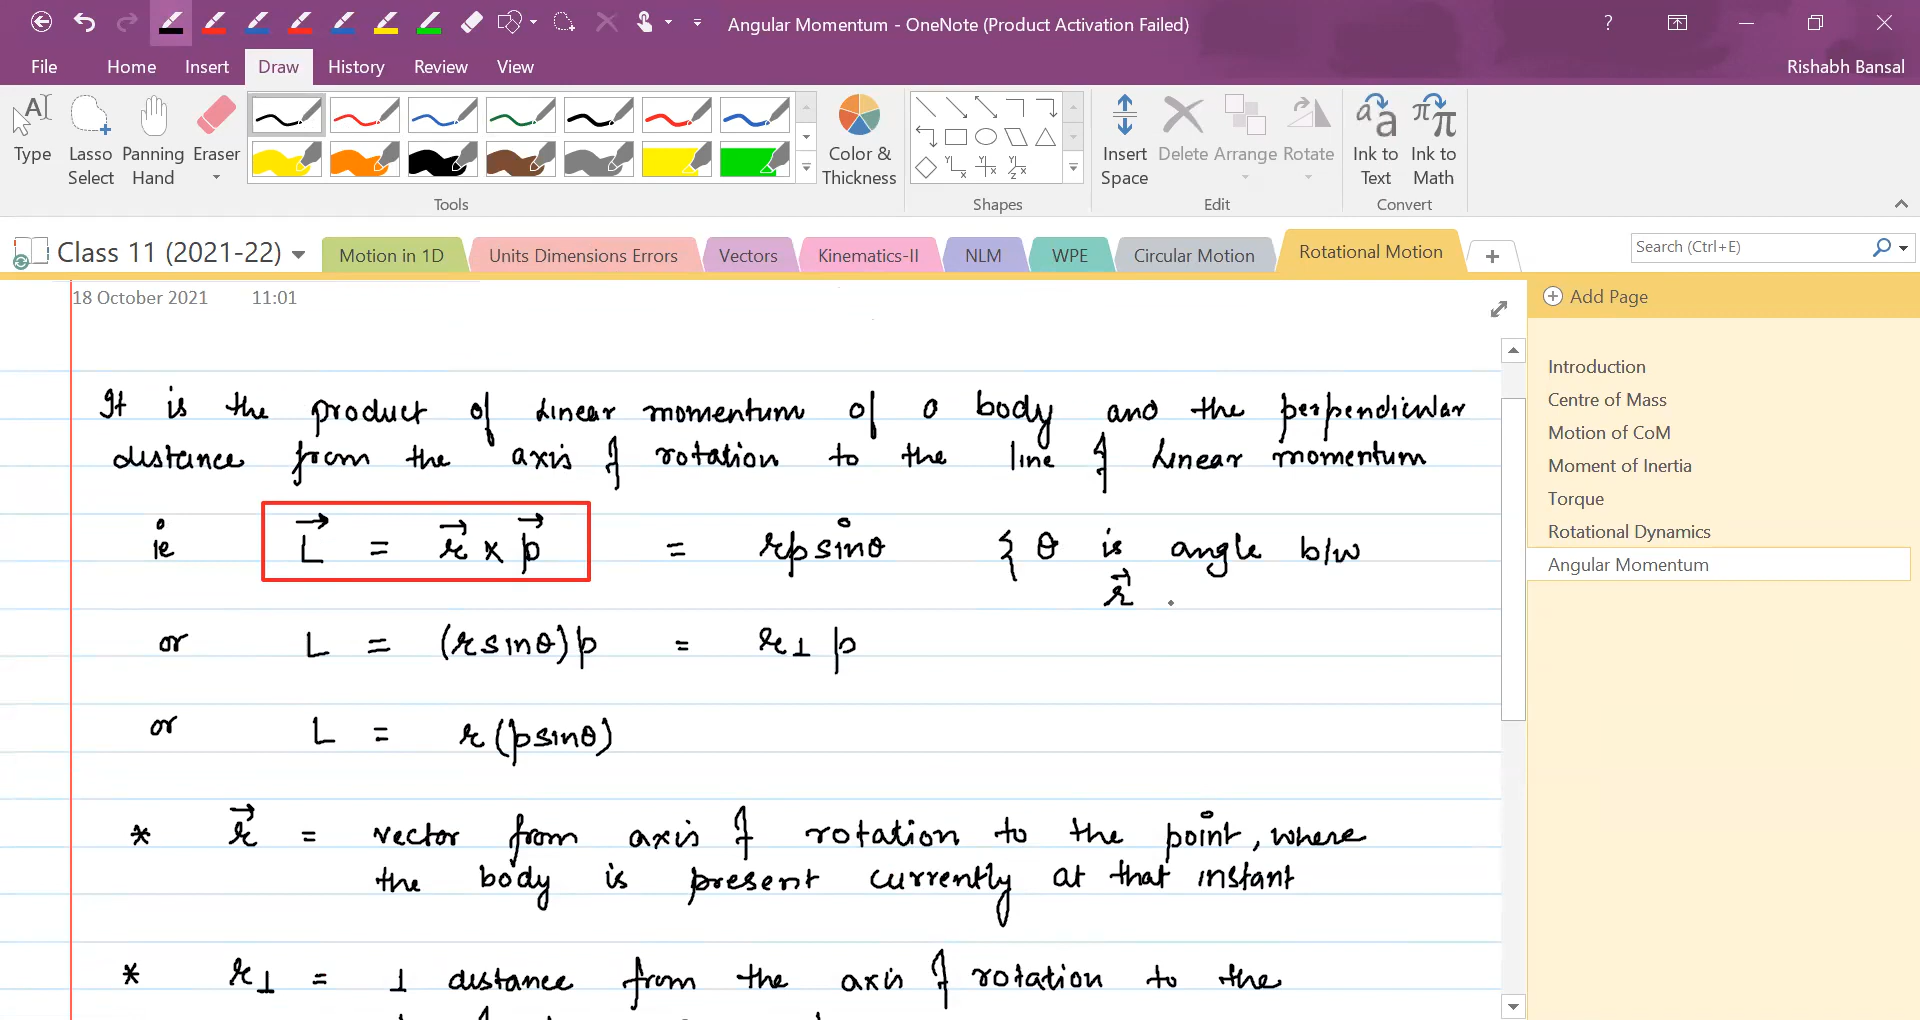 Angular Momentum - OneNote (Product Activation Failed)
?
File Home Insert Draw History Review View
Rishabh Bansal
Type
Lasso Select
Panning Hand
Eraser
Color & Thickness
Insert Space
Delete
Arrange
Rotate
Ink to Text
Ink to Math
Tools
Shapes
Edit
Convert
Class 11 (2021-22)
Motion in 1D
Units Dimensions Errors
Vectors
Kinematics-II
NLM
WPE
Circular Motion
Rotational Motion
Search (Ctrl+E)
18 October 2021 11:01
Add Page
Introduction
Centre of Mass
Motion of CoM
Moment of Inertia
Torque
Rotational Dynamics
Angular Momentum
It is the product of Linear momentum of a body and the perpendicular
distance from the axis of rotation to the line of Linear momentum
ie L⃗ = r⃗ × p⃗ = rpsinθ { θ is angle b/w
r⃗
or L = (rsinθ)p = r⊥ p
or L = r(psinθ)
* r⃗ = vector from axis of rotation to the point, where
the body is present currently at that instant
* r⊥ = ⊥ distance from the axis of rotation to the